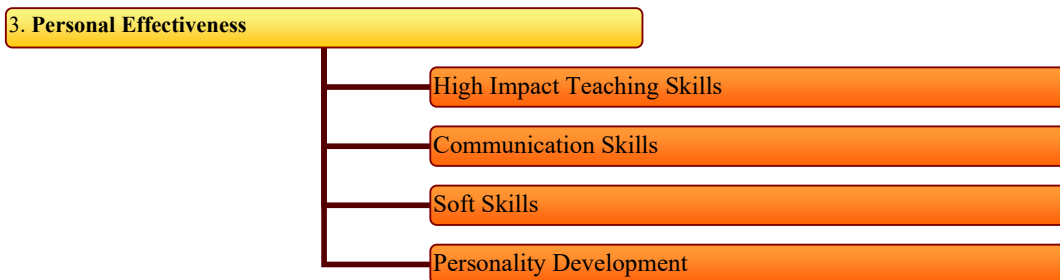 3. Personal Effectiveness
High Impact Teaching Skills
Communication Skills
Soft Skills
Personality Development